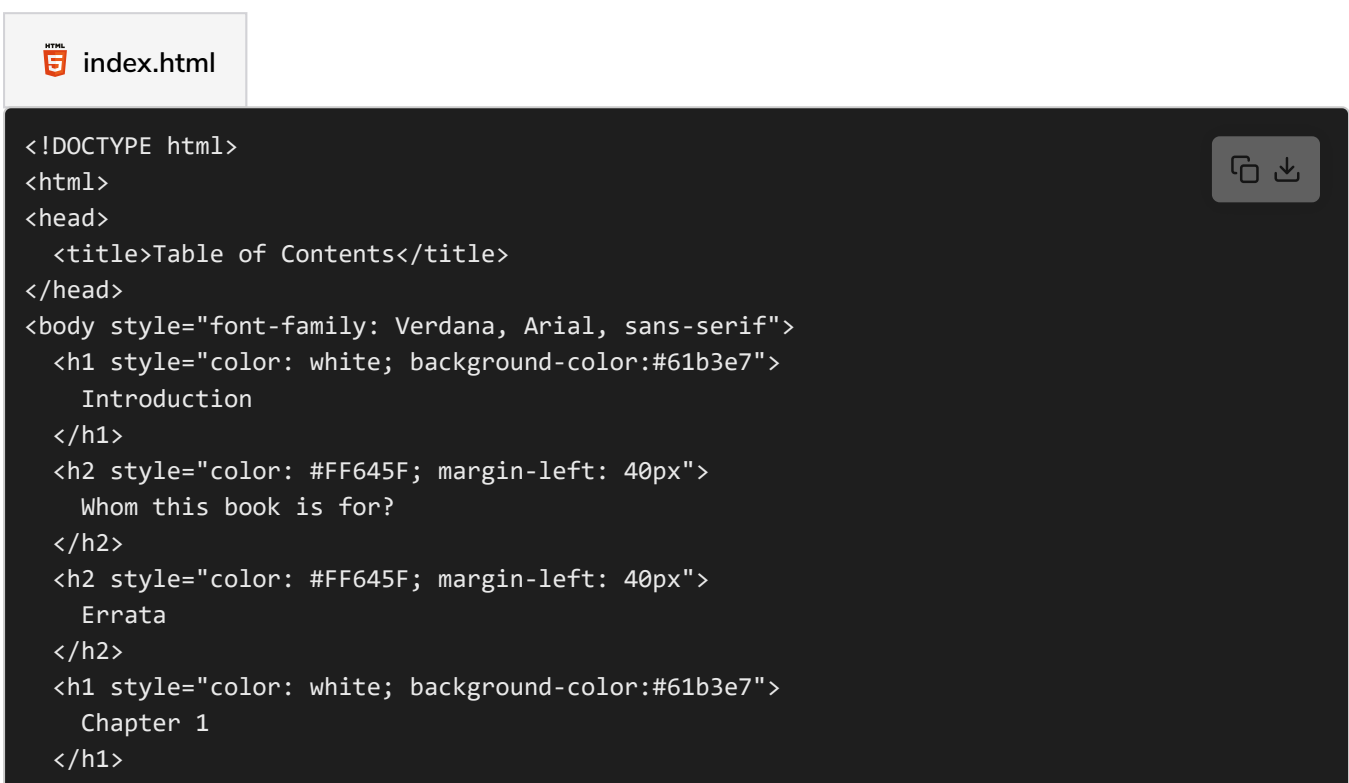 HTML
index.html
<!DOCTYPE html>
<html>
<head>
  <title>Table of Contents</title>
</head>
<body style="font-family: Verdana, Arial, sans-serif">
  <h1 style="color: white; background-color:#61b3e7">
    Introduction
  </h1>
  <h2 style="color: #FF645F; margin-left: 40px">
    Whom this book is for?
  </h2>
  <h2 style="color: #FF645F; margin-left: 40px">
    Errata
  </h2>
  <h1 style="color: white; background-color:#61b3e7">
    Chapter 1
  </h1>